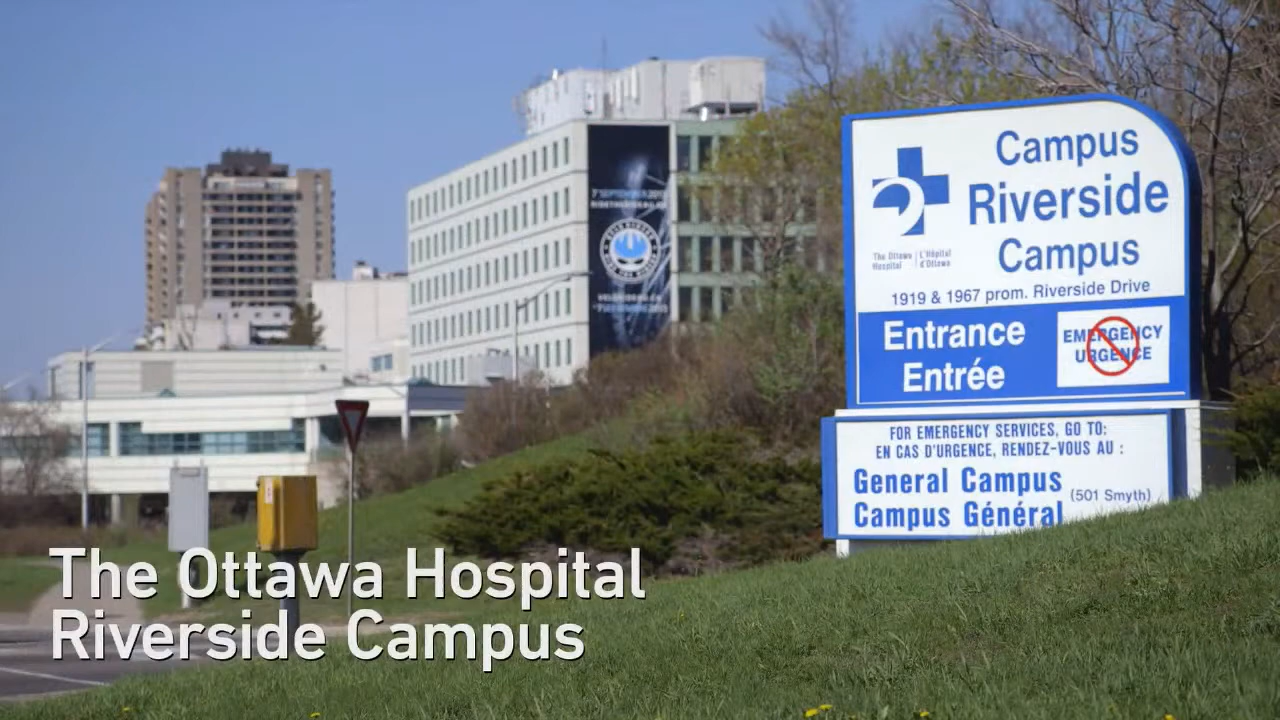 Campus
Riverside
Campus
The Ottawa | L'Hôpital
Hospital | d'Ottawa
1919 & 1967 prom. Riverside Drive
Entrance
Entrée
EMERGENCY
URGENCE
FOR EMERGENCY SERVICES, GO TO:
EN CAS D'URGENCE, RENDEZ-VOUS AU :
General Campus
(501 Smyth)
Campus Général
The Ottawa Hospital
Riverside Campus